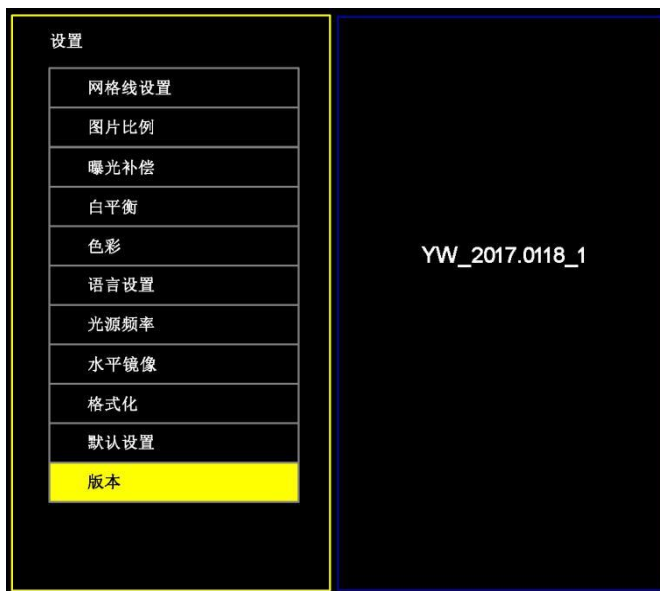 设置
网格线设置
图片比例
曝光补偿
白平衡
色彩
语言设置
光源频率
水平镜像
格式化
默认设置
版本
YW_2017.0118_1